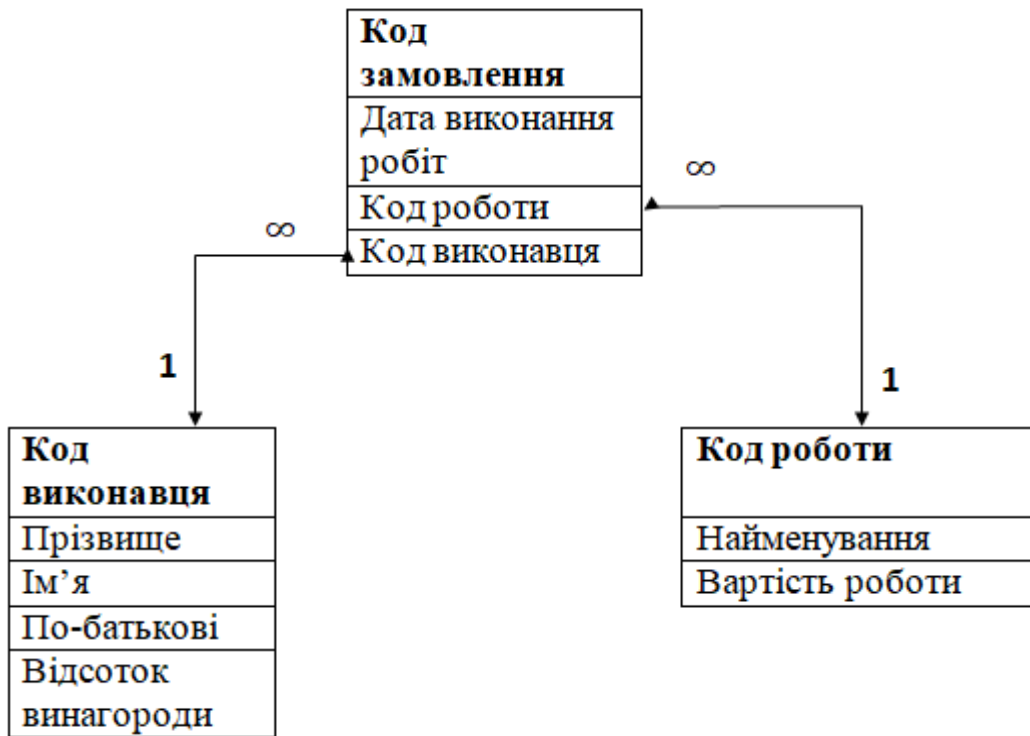 Код
замовлення
Дата виконання
робіт
Код роботи
Код виконавця
∞
∞
1
1
Код
виконавця
Прізвище
Ім’я
По-батькові
Відсоток
винагороди
Код роботи
Найменування
Вартість роботи